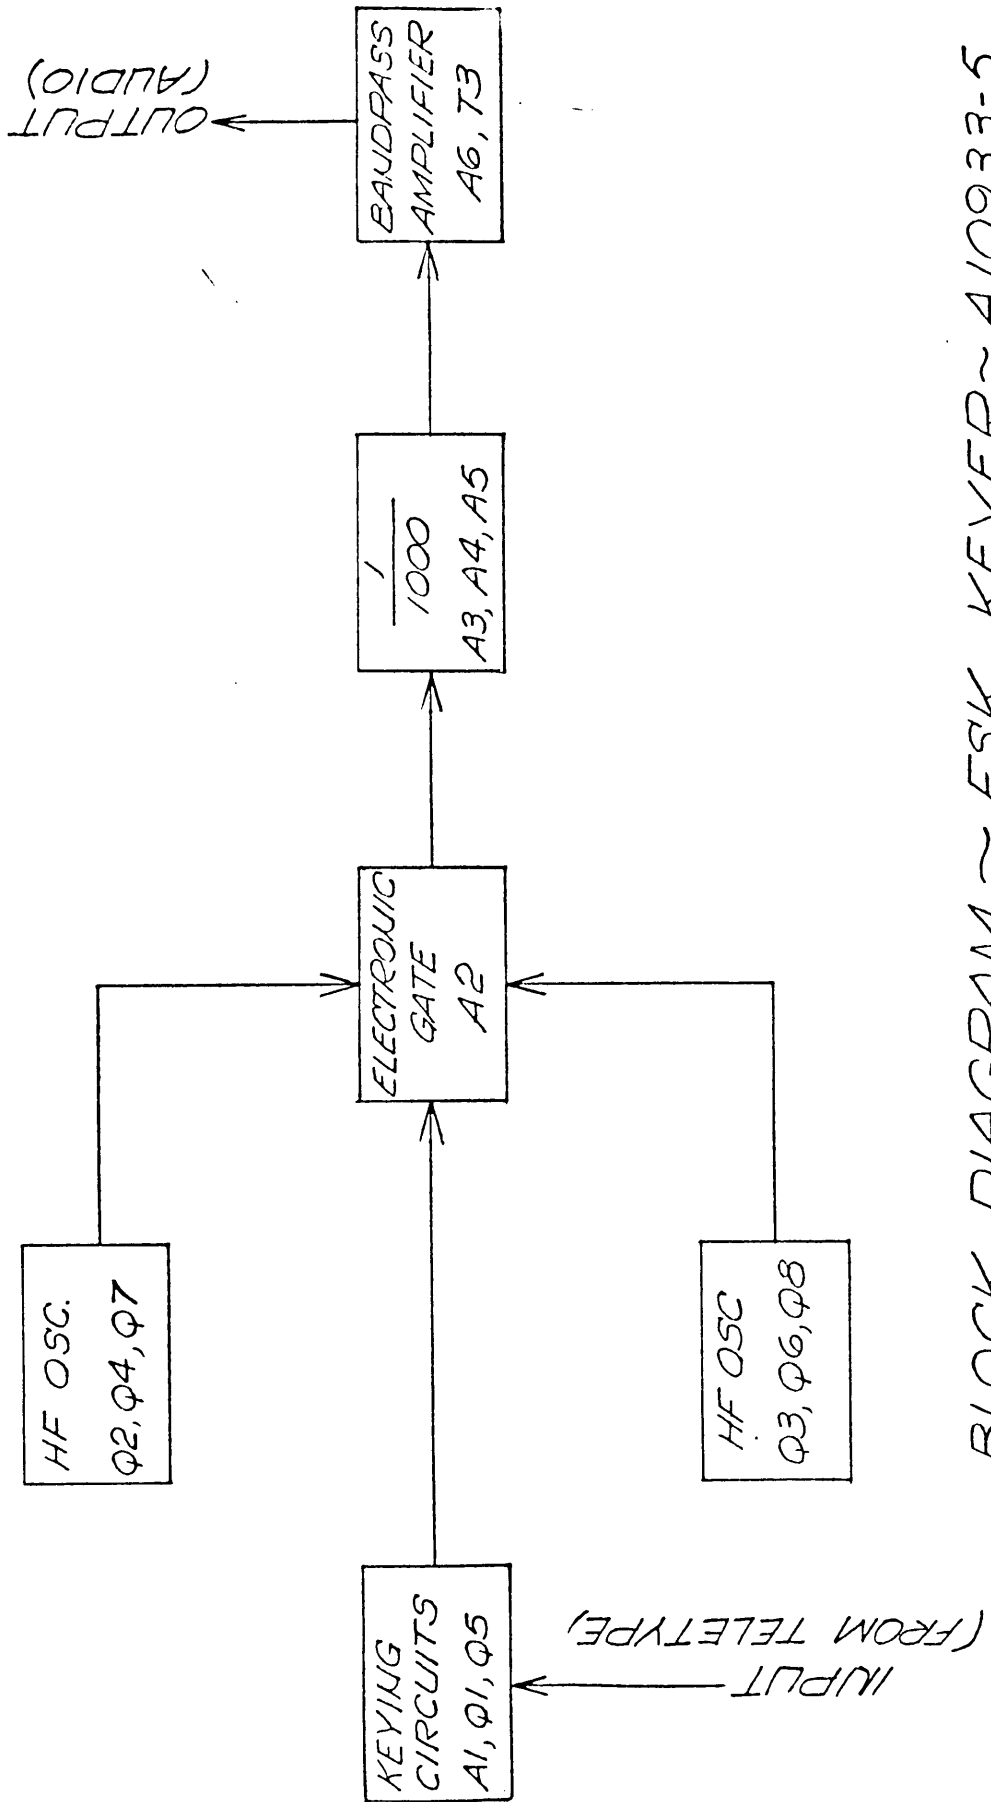 HF OSC.
Q2, Q4, Q7
OUTPUT
(AUDIO)
KEYING
CIRCUITS
A1, Q1, Q5
ELECTRONIC
GATE
A2
1
1000
A3, A4, A5
BANDPASS
AMPLIFIER
A6, T3
INPUT
(FROM TELETYPE)
HF OSC
Q3, Q6, Q8
BLOCK DIAGRAM ~ FSK KEYER ~ A10933-5